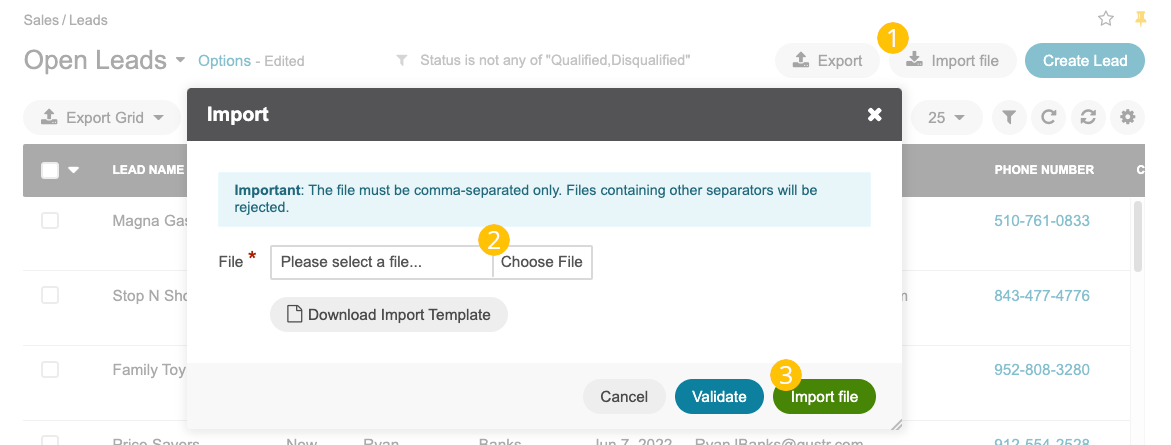 Sales / Leads
Open Leads Options - Edited Status is not any of "Qualified,Disqualified" Export 1 Import file Create Lead
Export Grid 25
Import
LEAD NAME PHONE NUMBER
Important: The file must be comma-separated only. Files containing other separators will be
rejected.
Magna Gas 510-761-0833
2
File * Please select a file... Choose File
Stop N Sho 843-477-4776
Download Import Template
Family Toy 952-808-3280
3
Cancel Validate Import file
Price Savers New Ryan Banks Jun 7, 2022 RyanJBanks@gustr.com 912-554-2528